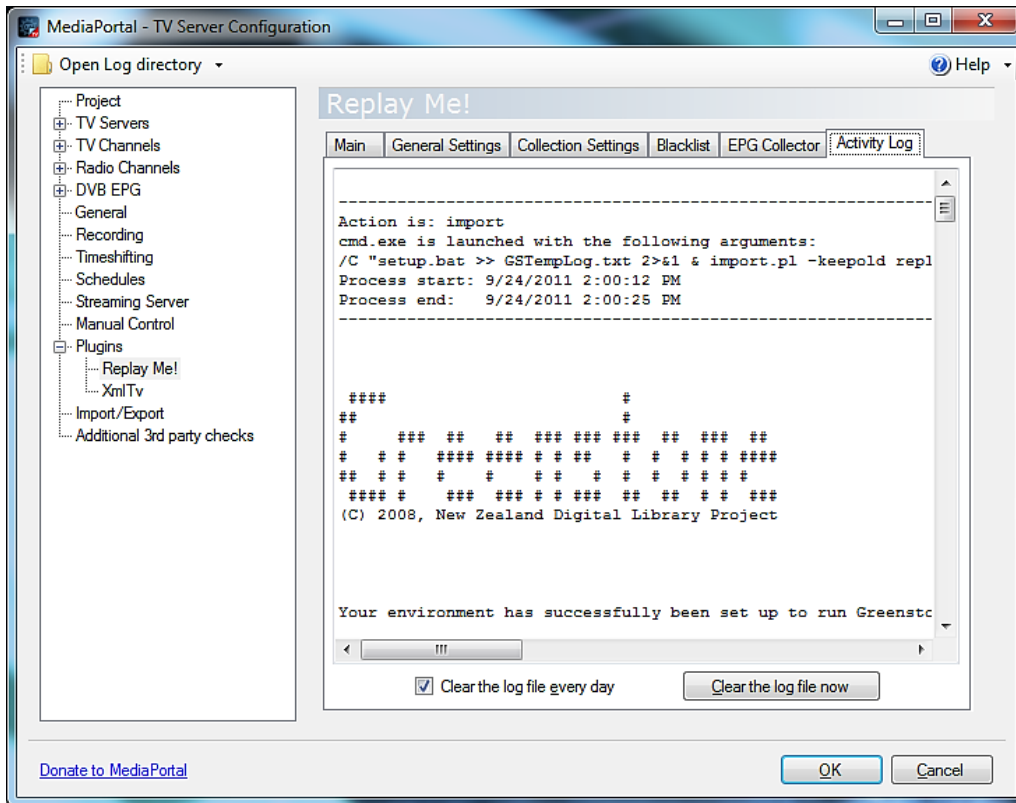 MediaPortal - TV Server Configuration
Open Log directory
Help
Project
TV Servers
TV Channels
Radio Channels
DVB EPG
General
Recording
Timeshifting
Schedules
Streaming Server
Manual Control
Plugins
Replay Me!
XmlTv
Import/Export
Additional 3rd party checks
Replay Me!
Main General Settings Collection Settings Blacklist EPG Collector Activity Log
Action is: import
cmd.exe is launched with the following arguments:
/C "setup.bat >> GSTempLog.txt 2>&1 & import.pl -keepold repl
Process start: 9/24/2011 2:00:12 PM
Process end: 9/24/2011 2:00:25 PM
Greenstone
(C) 2008, New Zealand Digital Library Project
Your environment has successfully been set up to run Greenstc
Clear the log file every day
Clear the log file now
Donate to MediaPortal
OK
Cancel